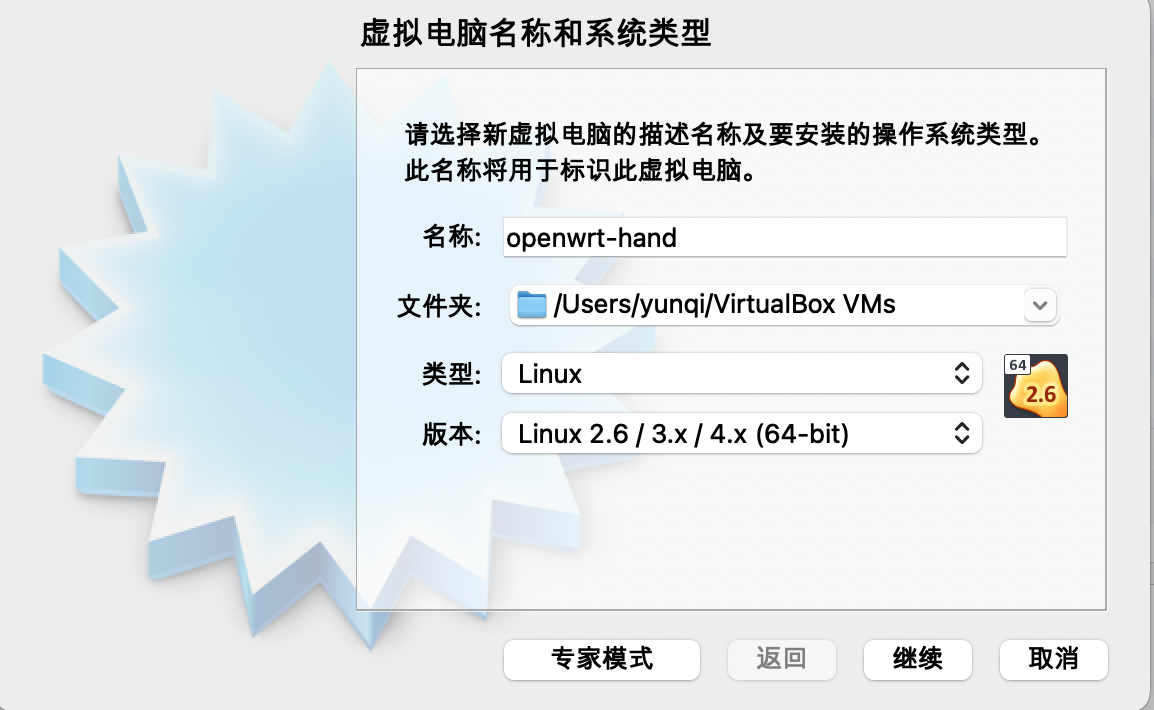 虚拟电脑名称和系统类型
请选择新虚拟电脑的描述名称及要安装的操作系统类型。
此名称将用于标识此虚拟电脑。
名称: openwrt-hand
文件夹: /Users/yunqi/VirtualBox VMs
类型: Linux
64
2.6
版本: Linux 2.6 / 3.x / 4.x (64-bit)
专家模式 返回 继续 取消